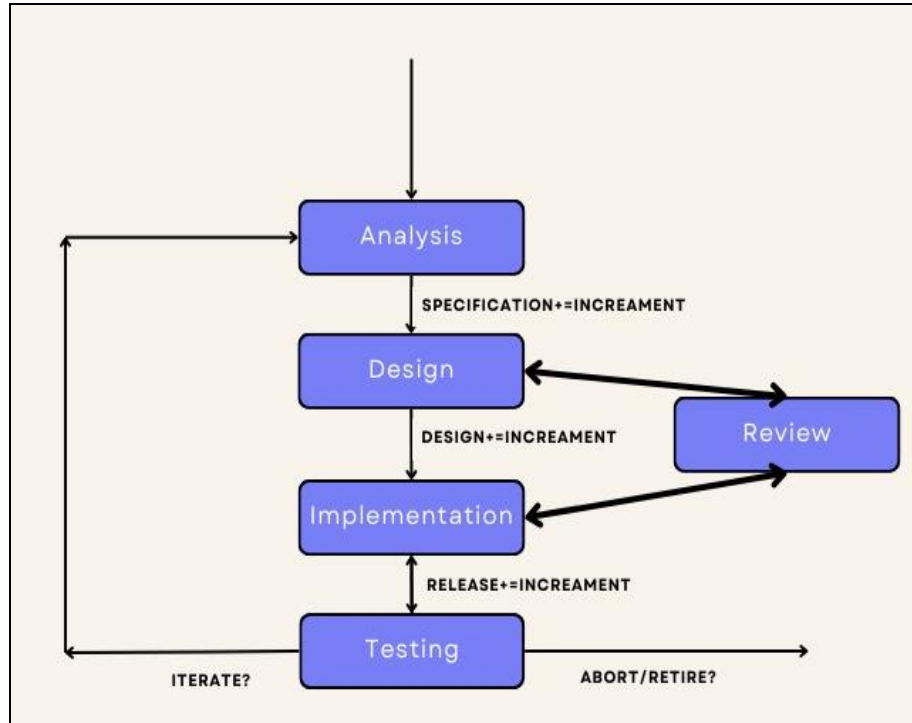 Analysis
SPECIFICATION+=INCREAMENT
Design
Review
DESIGN+=INCREAMENT
Implementation
RELEASE+=INCREAMENT
Testing
ITERATE?
ABORT/RETIRE?